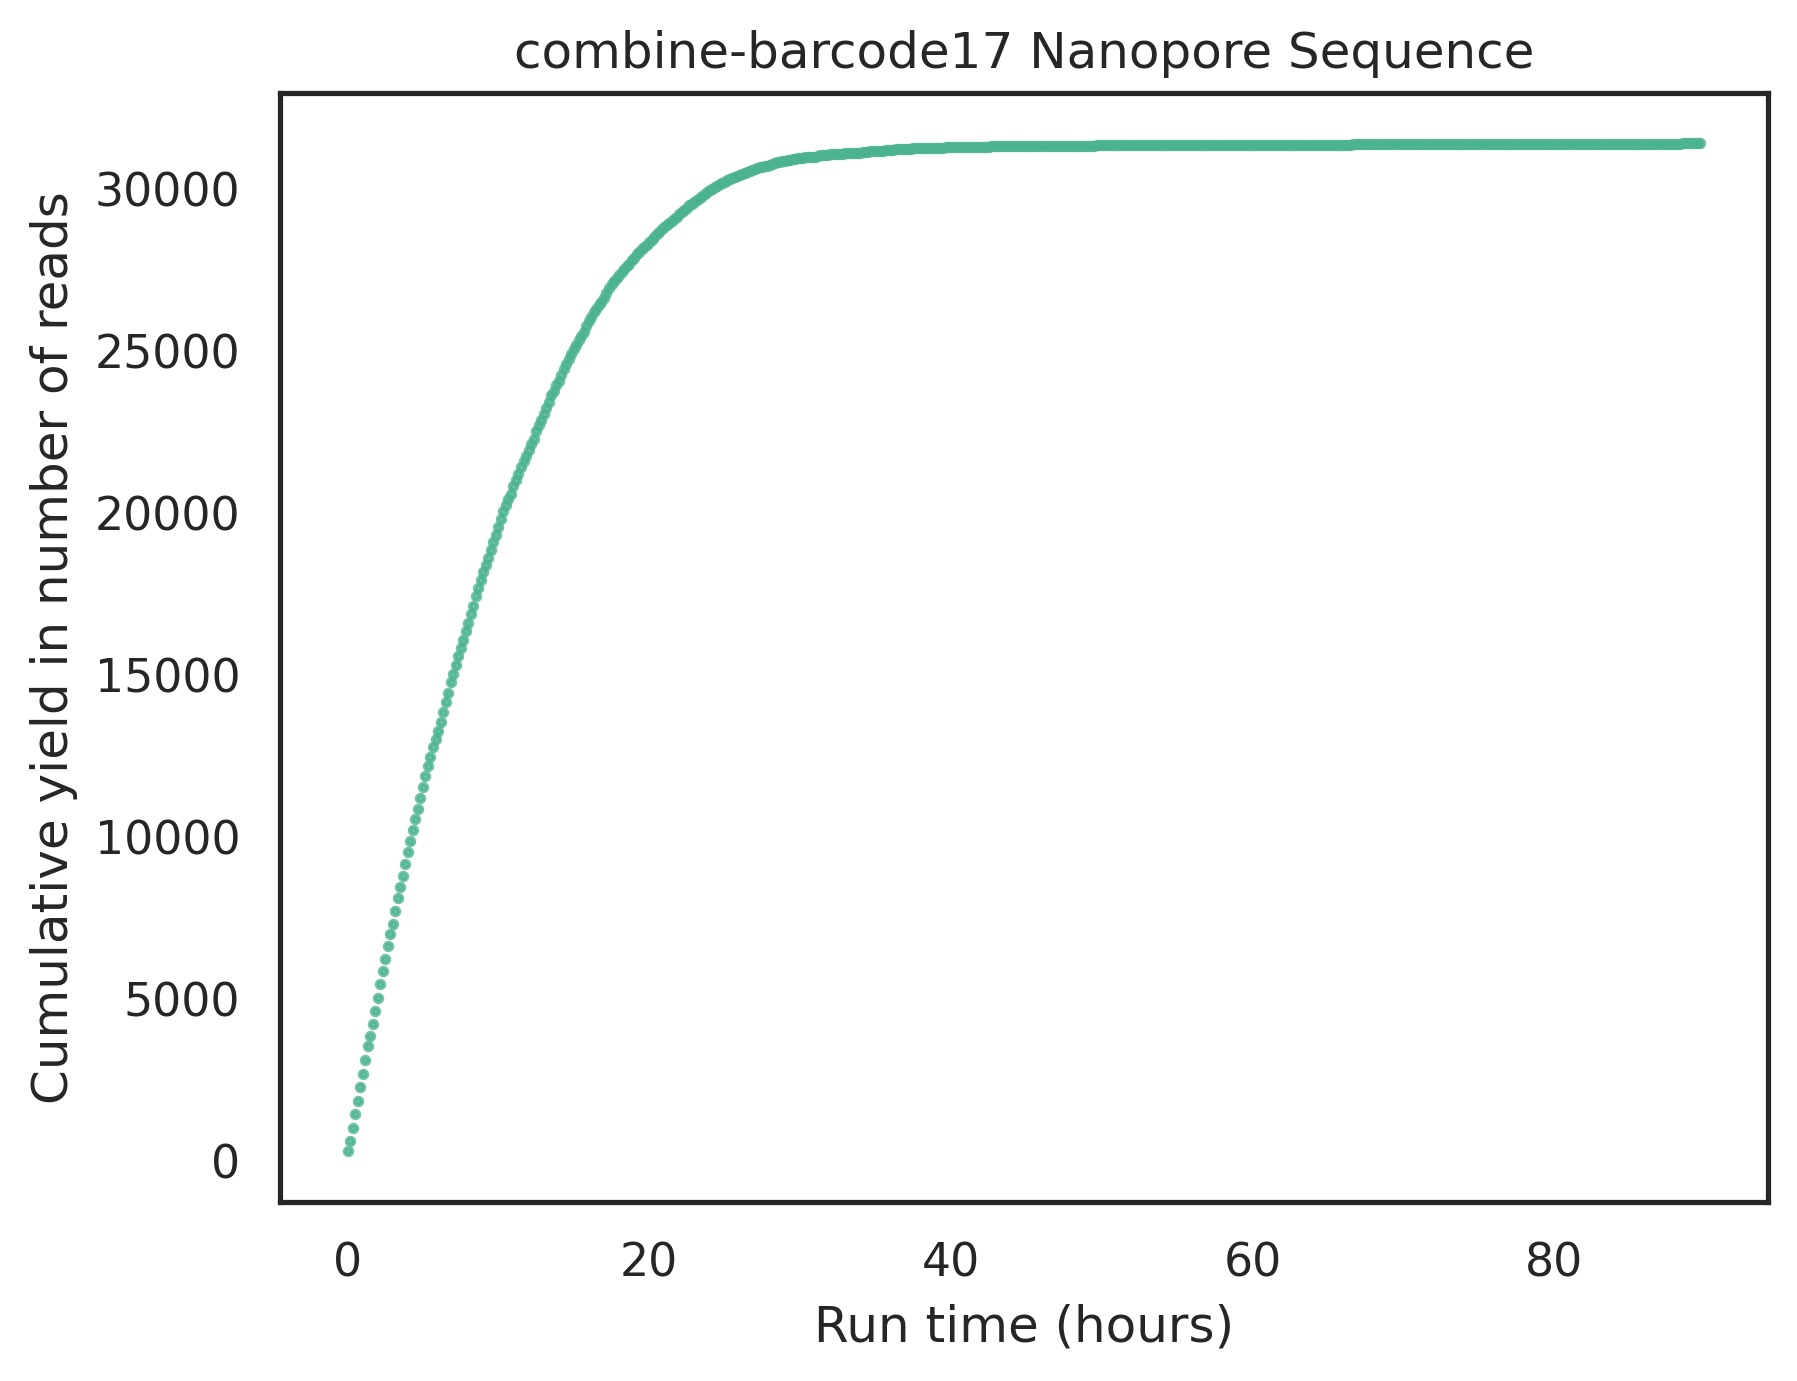 combine-barcode17 Nanopore Sequence
Cumulative yield in number of reads
30000
25000
20000
15000
10000
5000
0
0 20 40 60 80
Run time (hours)